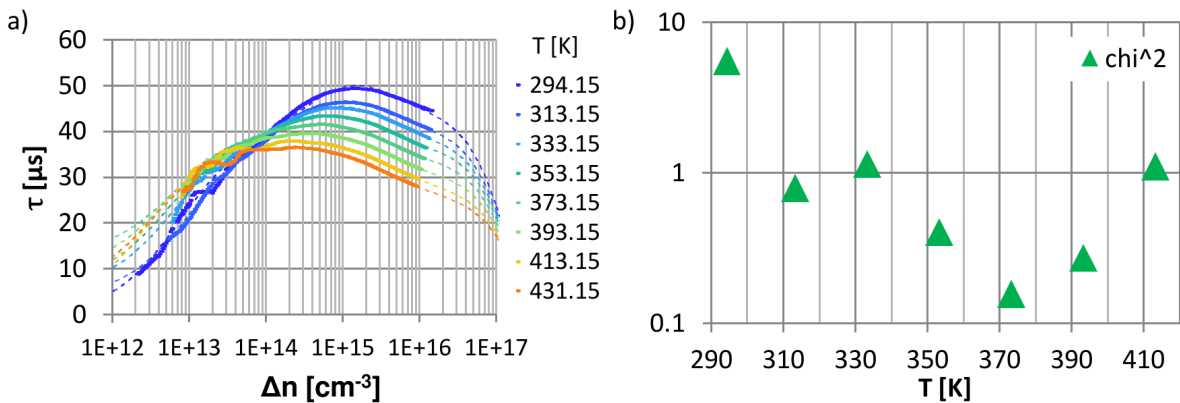 a)
60
50
40
30
20
10
0
τ [µs]
1E+12 1E+13 1E+14 1E+15 1E+16 1E+17
Δn [cm-3]
T [K]
294.15
313.15
333.15
353.15
373.15
393.15
413.15
431.15
b)
10
1
0.1
chi^2
290 310 330 350 370 390 410
T [K]